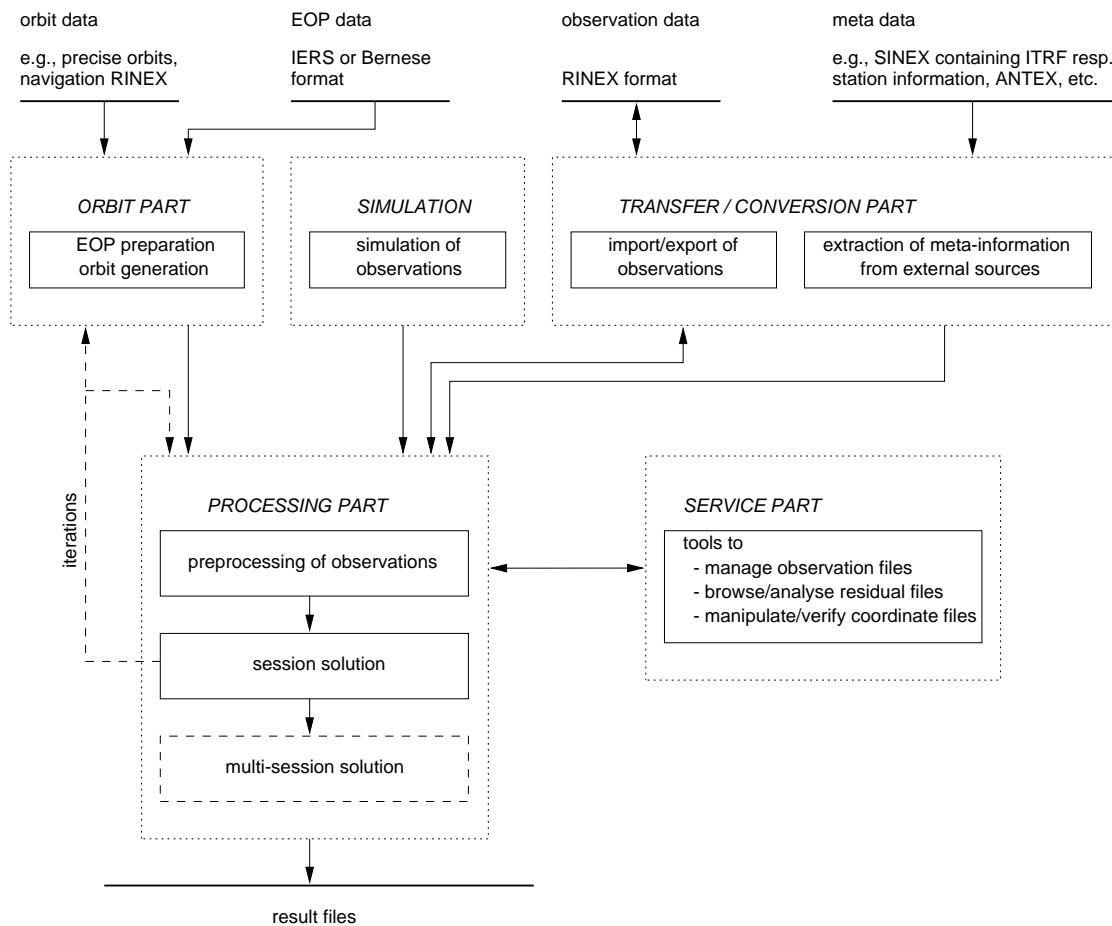 orbit data
e.g., precise orbits,
navigation RINEX
EOP data
IERS or Bernese
format
observation data
RINEX format
meta data
e.g., SINEX containing ITRF resp.
station information, ANTEX, etc.
ORBIT PART
EOP preparation
orbit generation
SIMULATION
simulation of
observations
TRANSFER / CONVERSION PART
import/export of
observations
extraction of meta-information
from external sources
iterations
PROCESSING PART
preprocessing of observations
session solution
multi-session solution
SERVICE PART
tools to
- manage observation files
- browse/analyse residual files
- manipulate/verify coordinate files
result files